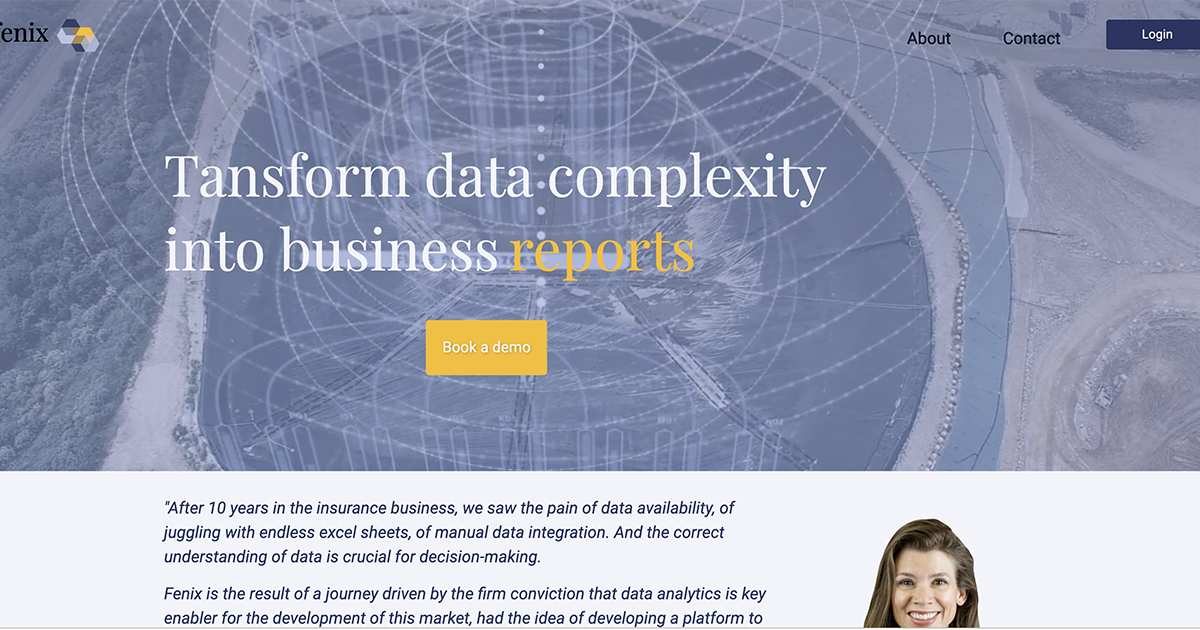 fenix
About
Contact
Login
Tansform data complexity
into business reports
Book a demo
"After 10 years in the insurance business, we saw the pain of data availability, of
juggling with endless excel sheets, of manual data integration. And the correct
understanding of data is crucial for decision-making.
Fenix is the result of a journey driven by the firm conviction that data analytics is key
enabler for the development of this market, had the idea of developing a platform to